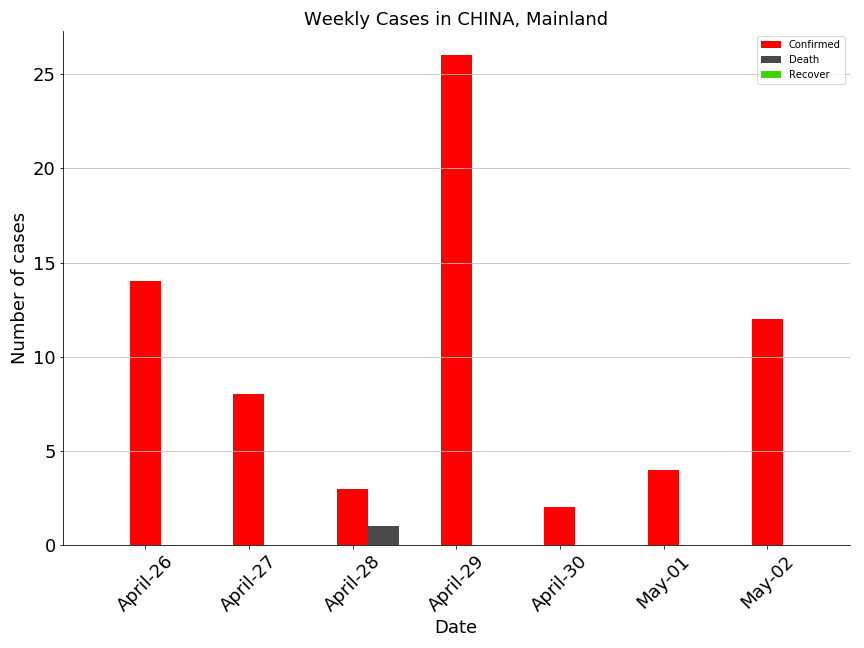 Weekly Cases in CHINA, Mainland
Confirmed
Death
Recover
Number of cases
25
20
15
10
5
0
April-26
April-27
April-28
April-29
April-30
May-01
May-02
Date